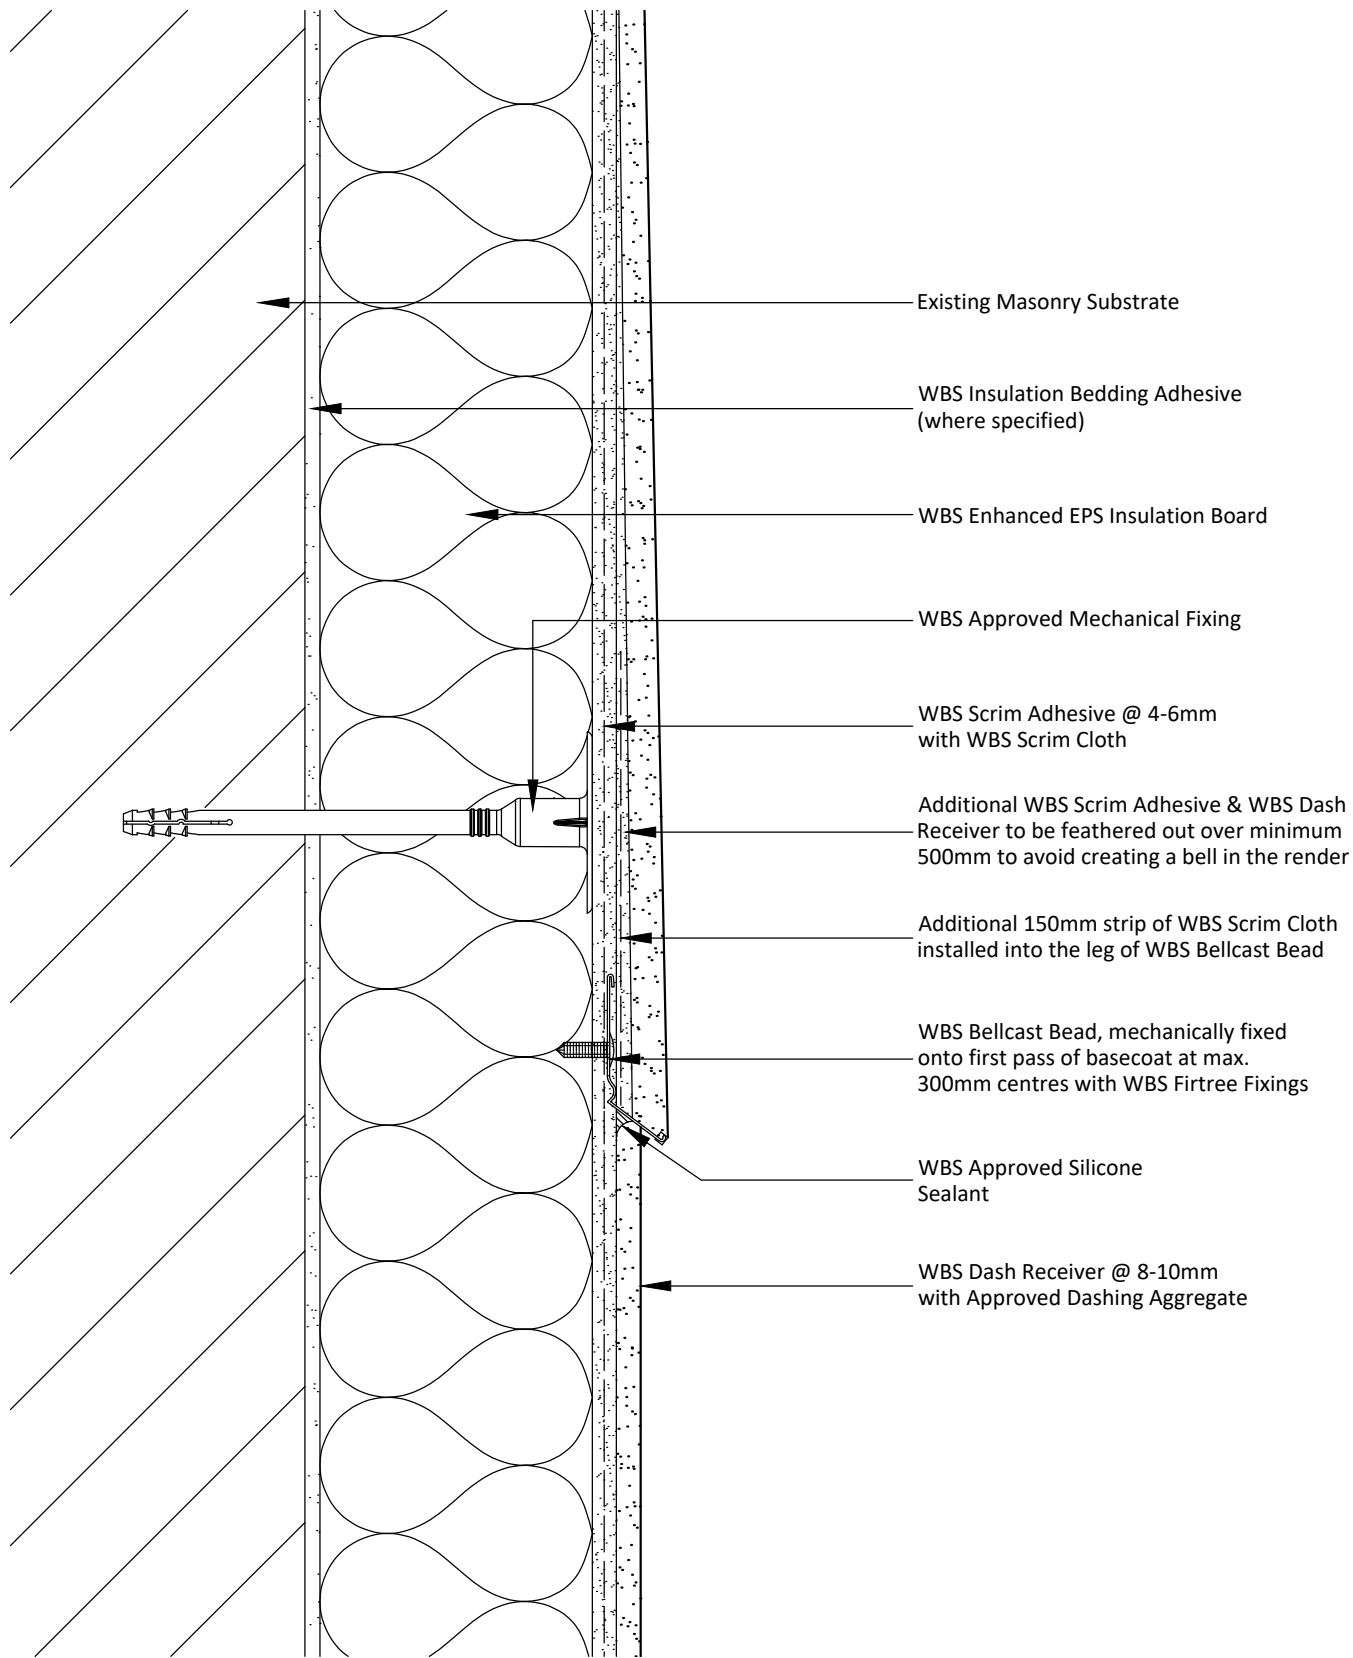 Existing Masonry Substrate
WBS Insulation Bedding Adhesive
(where specified)
WBS Enhanced EPS Insulation Board
WBS Approved Mechanical Fixing
WBS Scrim Adhesive @ 4-6mm
with WBS Scrim Cloth
Additional WBS Scrim Adhesive & WBS Dash
Receiver to be feathered out over minimum
500mm to avoid creating a bell in the render
Additional 150mm strip of WBS Scrim Cloth
installed into the leg of WBS Bellcast Bead
WBS Bellcast Bead, mechanically fixed
onto first pass of basecoat at max.
300mm centres with WBS Firtree Fixings
WBS Approved Silicone
Sealant
WBS Dash Receiver @ 8-10mm
with Approved Dashing Aggregate